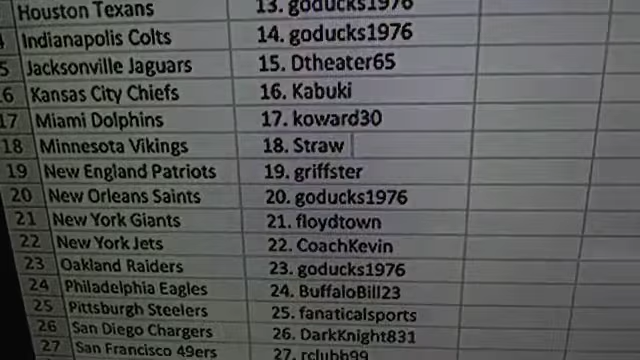 Houston Texans 13. goducks1976
Indianapolis Colts 14. goducks1976
15 Jacksonville Jaguars 15. Dtheater65
16 Kansas City Chiefs 16. Kabuki
17 Miami Dolphins 17. koward30
18 Minnesota Vikings 18. Straw
19 New England Patriots 19. griffster
20 New Orleans Saints 20. goducks1976
21 New York Giants 21. floydtown
22 New York Jets 22. CoachKevin
23 Oakland Raiders 23. goducks1976
24 Philadelphia Eagles 24. BuffaloBill23
25 Pittsburgh Steelers 25. fanaticalsports
26 San Diego Chargers 26. DarkKnight831
27 San Francisco 49ers 27. rclubb99